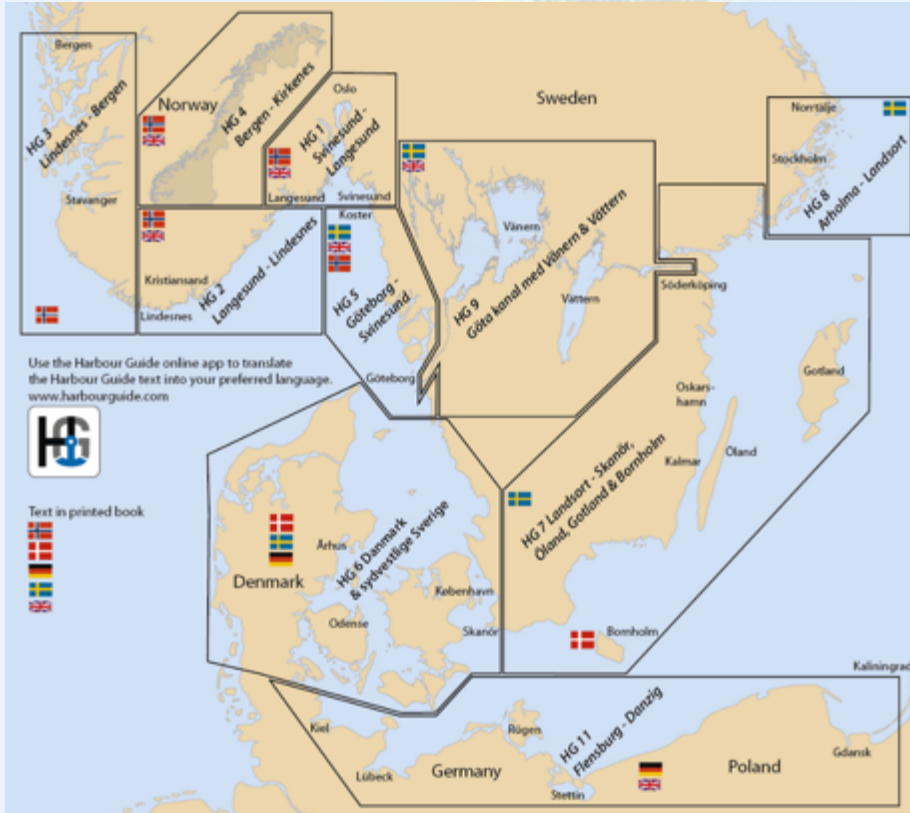 Bergen
HG 3
Lindesnes - Bergen
Stavanger
Norway
HG 4
Bergen - Kirkenes
Oslo
HG 1
Svinesund -
Langesund
Langesund
Svinesund
Sweden
Norrtälje
Stockholm
HG 8
Arholma - Landsort
Kristiansand
Lindesnes
HG 2
Langesund - Lindesnes
Koster
HG 5
Göteborg -
Svinesund
Göteborg
Vänern
Vättern
HG 9
Göta kanal med Vänern & Vättern
Söderköping
Gotland
Oskars-
hamn
Öland
Kalmar
HG 7 Landsort - Skanör,
Öland, Gotland & Bornholm
Use the Harbour Guide online app to translate
the Harbour Guide text into your preferred language.
www.harbourguide.com
HG
Text in printed book
Denmark
Århus
HG 6 Danmark
& sydvestlige Sverige
København
Odense
Skanör
Bornholm
Kaliningrad
Kiel
Rügen
HG 11
Flensburg - Danzig
Gdansk
Lübeck
Germany
Stettin
Poland